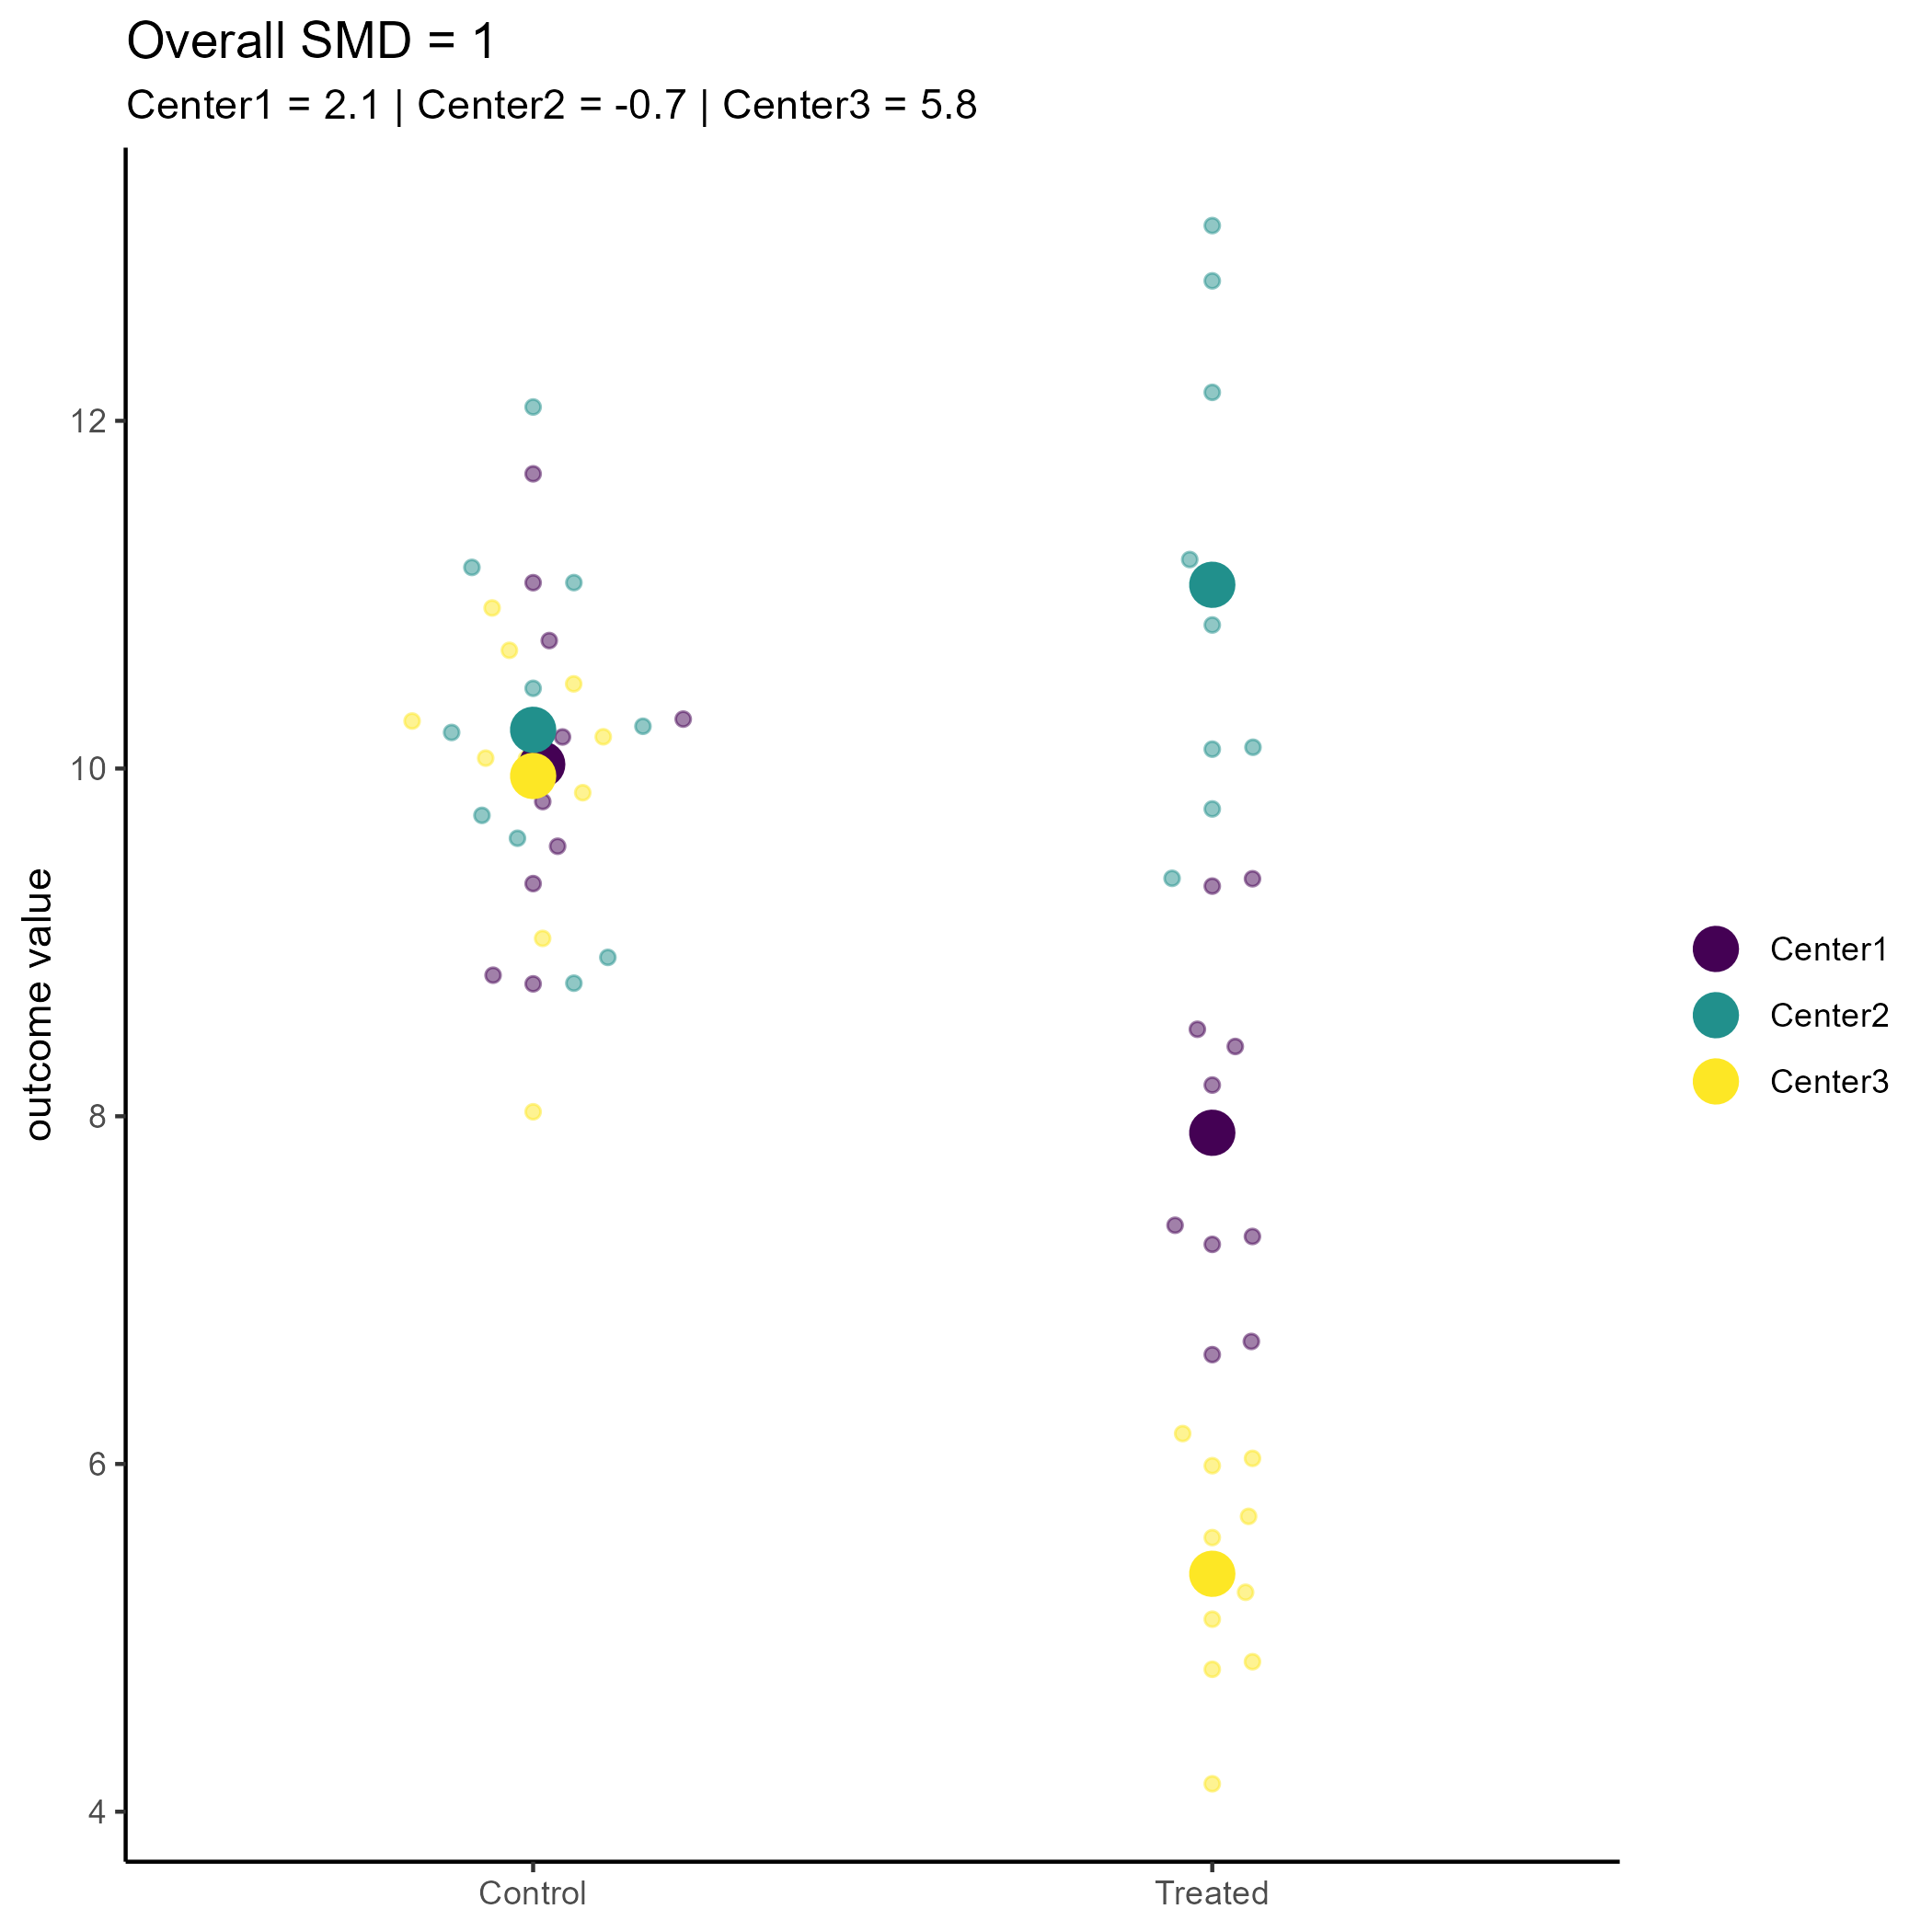 Overall SMD = 1
Center1 = 2.1 | Center2 = -0.7 | Center3 = 5.8
12
10
8
6
4
outcome value
Control
Treated
Center1
Center2
Center3